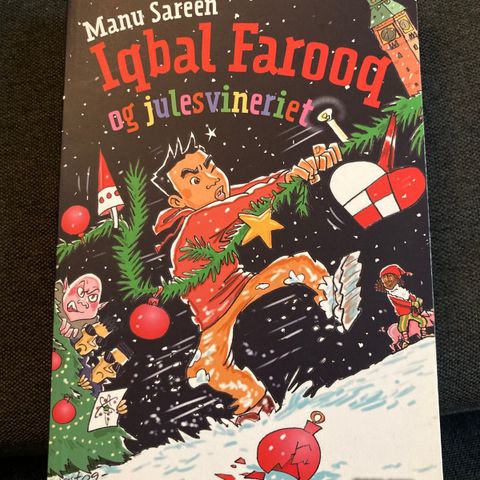 Manu Sareen
Iqbal Farooq
og julesvineriet